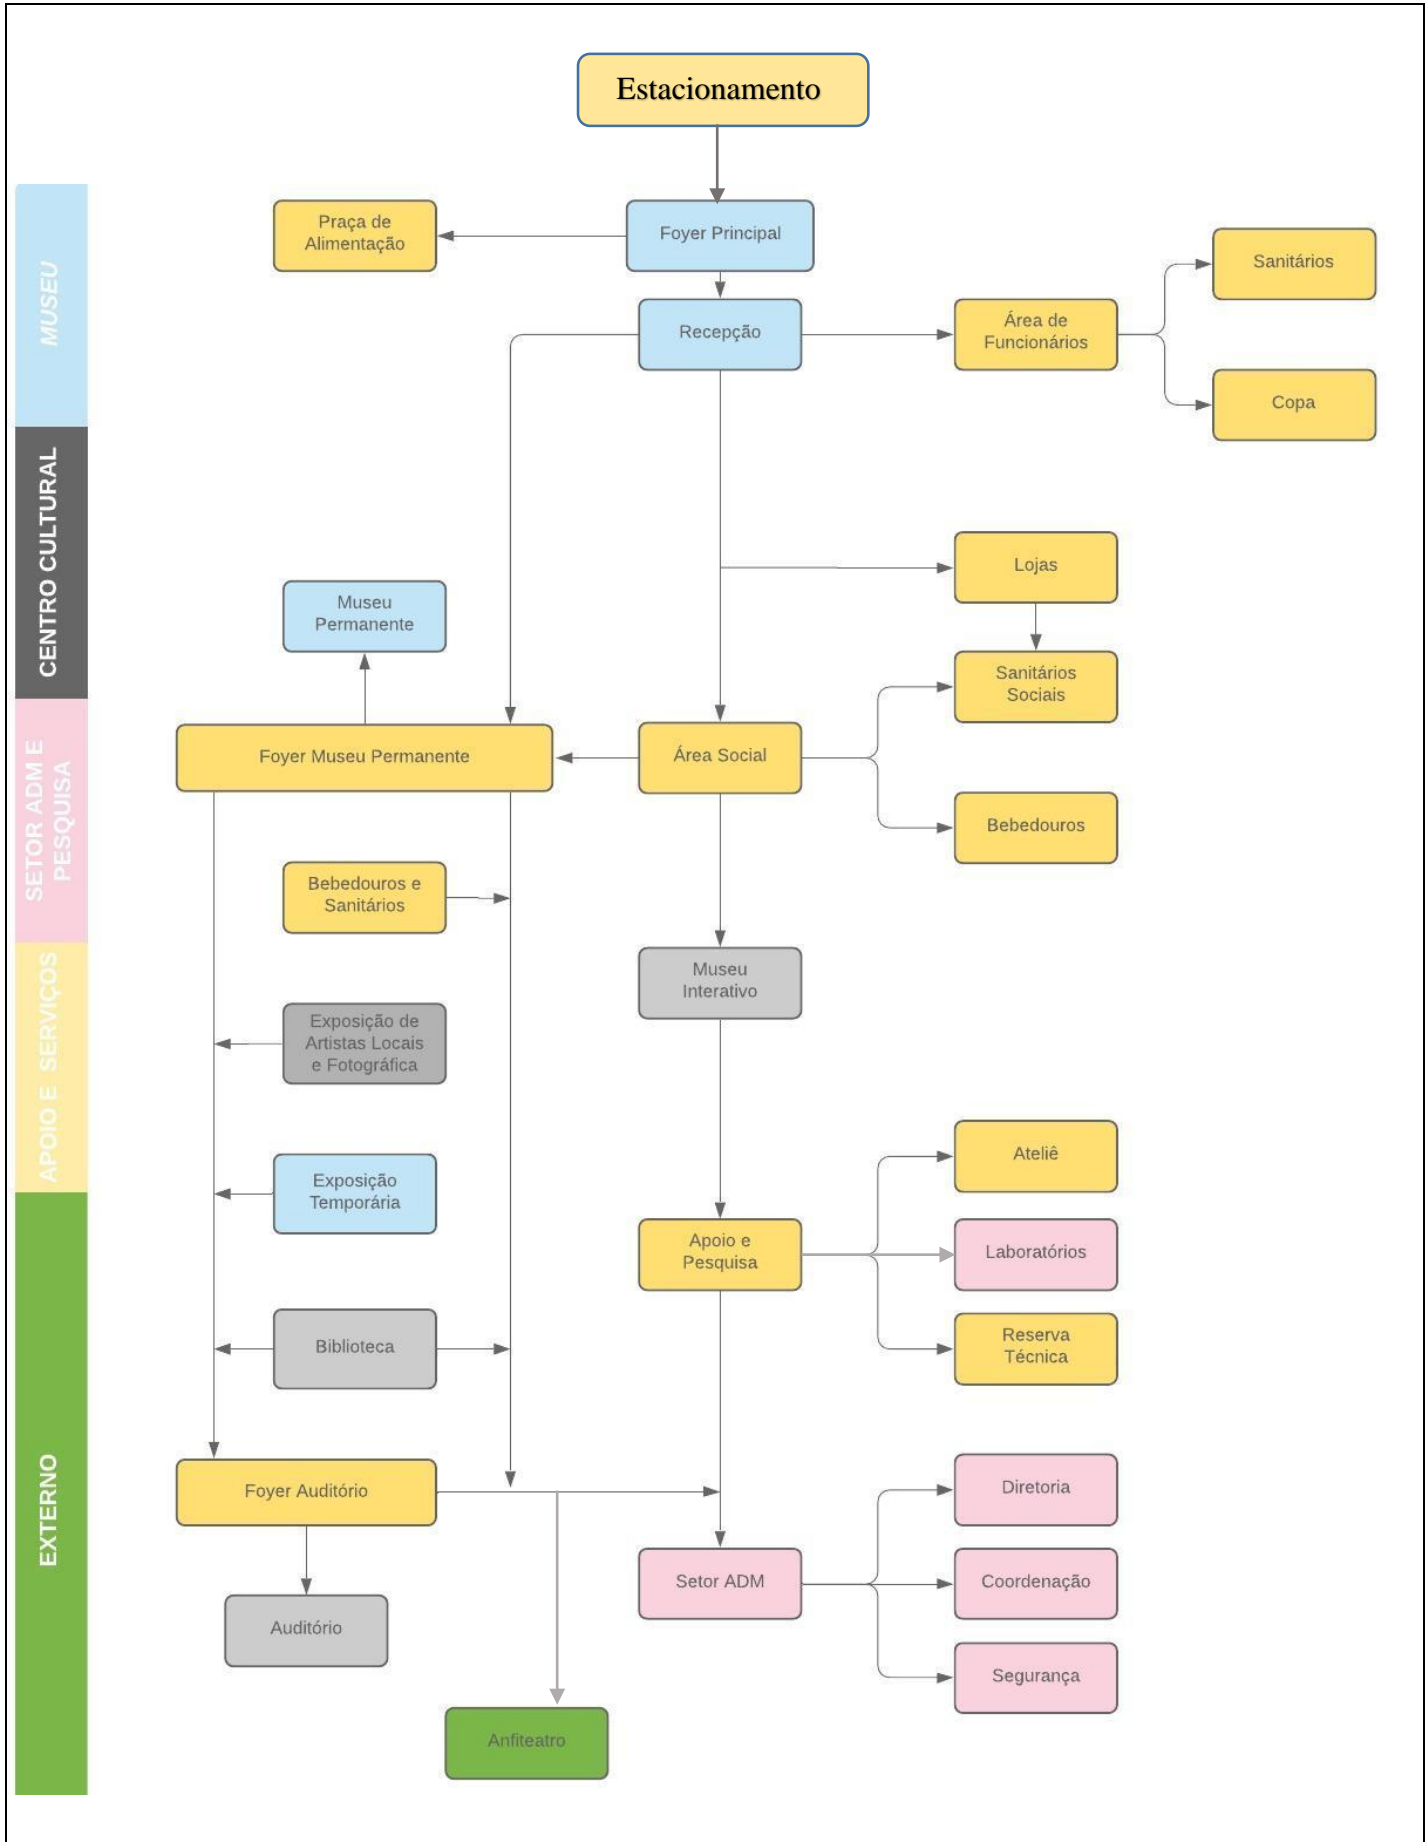 Estacionamento
MUSEU
CENTRO CULTURAL
SETOR ADM E
PESQUISA
APOIO E SERVIÇOS
EXTERNO
Praça de
Alimentação
Foyer Principal
Sanitários
Recepção
Área de
Funcionários
Copa
Lojas
Museu
Permanente
Sanitários
Sociais
Foyer Museu Permanente
Área Social
Bebedouros
Bebedouros e
Sanitários
Museu
Interativo
Exposição de
Artistas Locais
e Fotográfica
Ateliê
Exposição
Temporária
Apoio e
Pesquisa
Laboratórios
Biblioteca
Reserva
Técnica
Foyer Auditório
Diretoria
Setor ADM
Coordenação
Auditório
Segurança
Anfiteatro